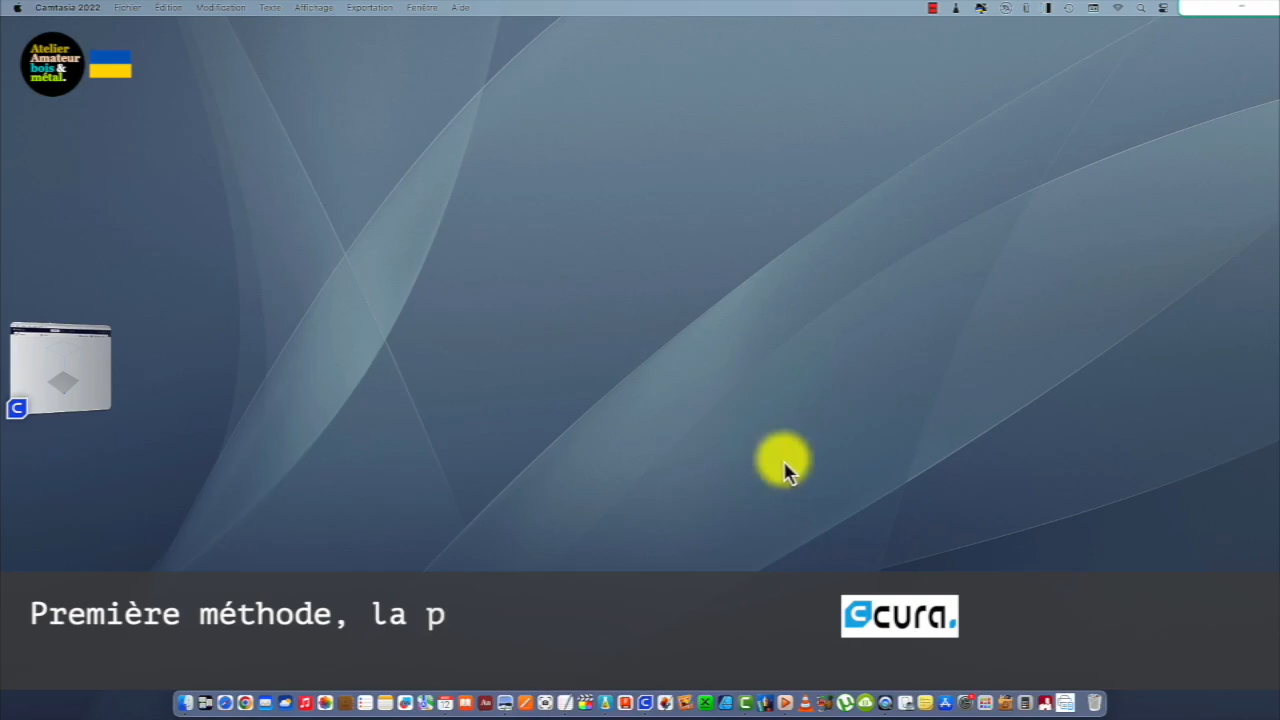 Camtasia 2022 Fichier Édition Modification Texte Affichage Exportation Fenêtre Aide
Atelier
Amateur
bois &
métal.
Première méthode, la p
cura.